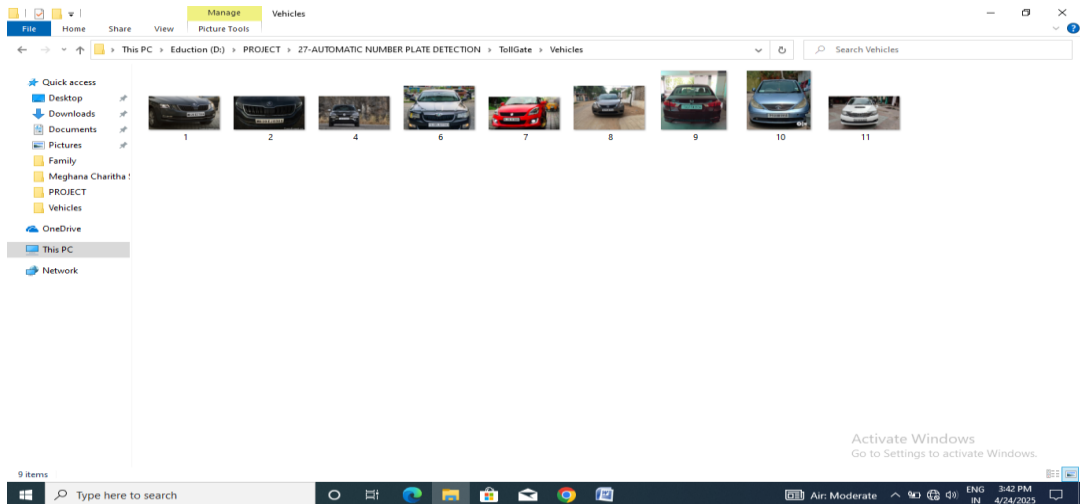 Manage
Vehicles
File
Home
Share
View
Picture Tools
This PC
Eduction (D:)
PROJECT
27-AUTOMATIC NUMBER PLATE DETECTION
TollGate
Vehicles
Search Vehicles
Quick access
Desktop
Downloads
Documents
Pictures
Family
Meghana Charitha
PROJECT
Vehicles
OneDrive
This PC
Network
1
2
4
6
7
8
9
10
11
Activate Windows
Go to Settings to activate Windows.
9 items
Type here to search
Air: Moderate
ENG
IN
3:42 PM
4/24/2025